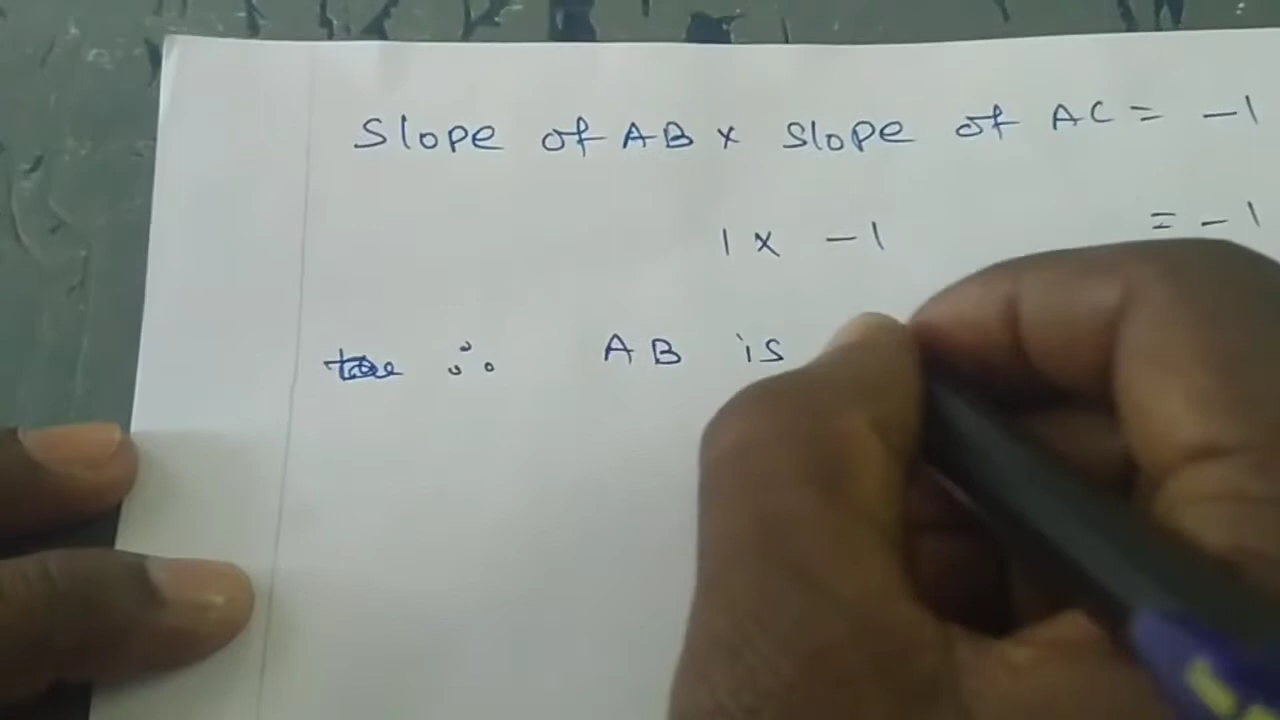 Slope of AB x Slope of AC = -1
1 x -1 = -1
∴ AB is